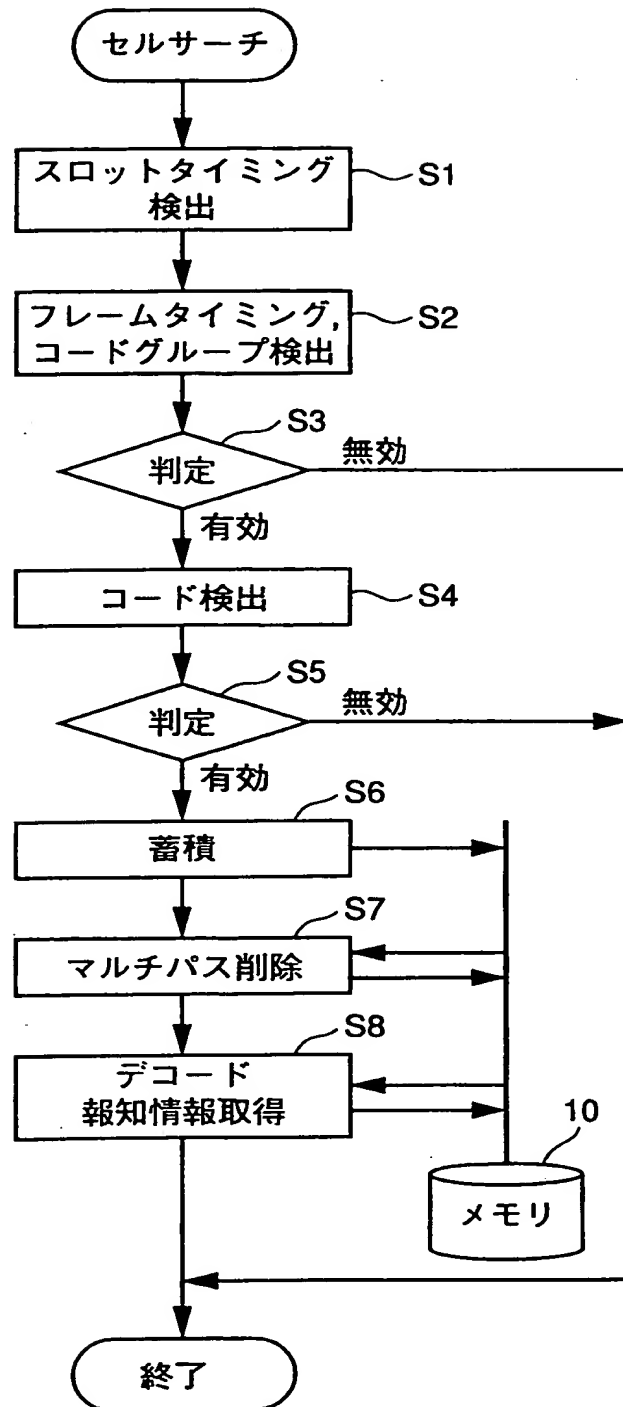 セルサーチ
スロットタイミング
検出
S1
フレームタイミング,
コードグループ検出
S2
S3
判定
無効
有効
コード検出
S4
S5
判定
無効
有効
S6
蓄積
S7
マルチパス削除
S8
デコード
報知情報取得
10
メモリ
終了